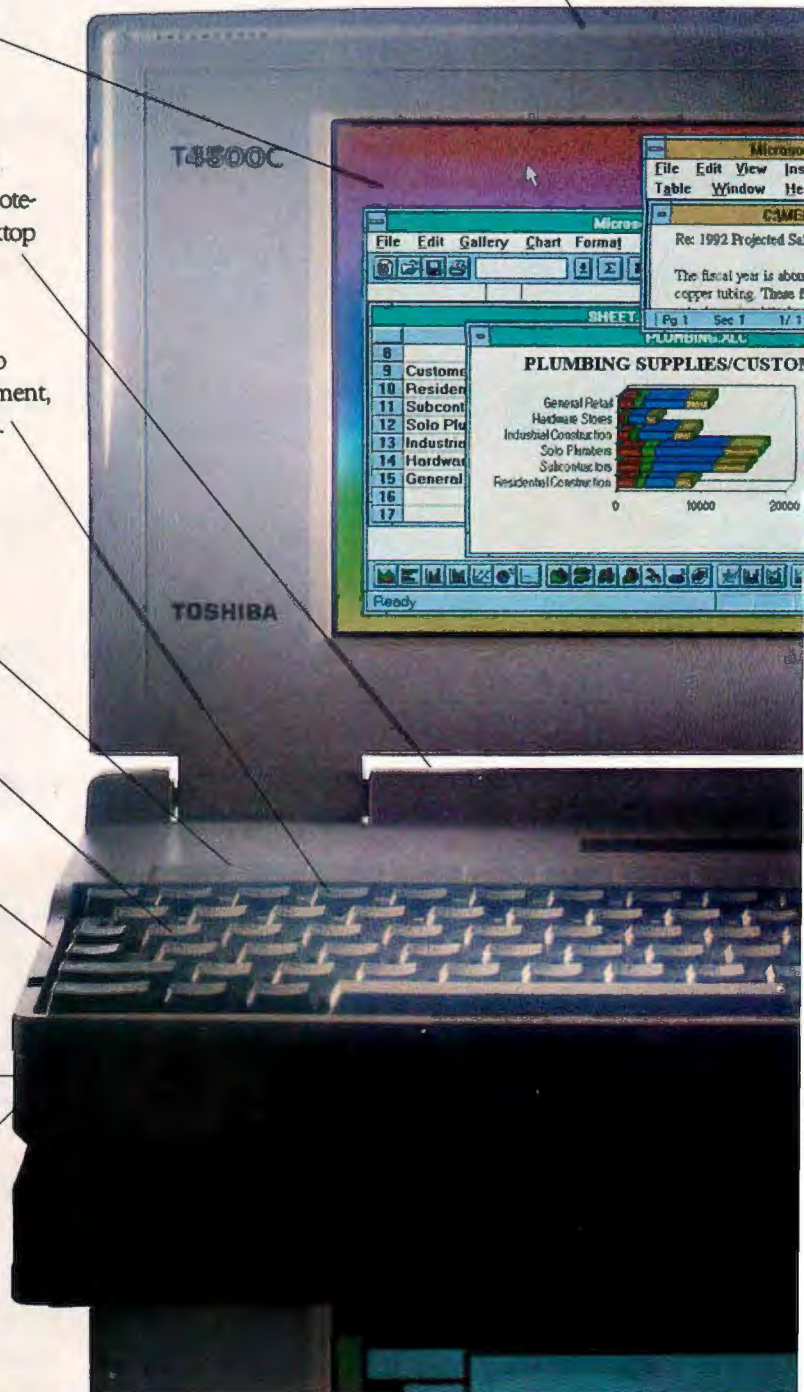 ote-
top
o
ment,
TOSHIBA
File Edit View Ins
Table Window He
Re: 1992 Projected Sa
The fiscal year is abou
copper tubing. These f
Pg 1 Sec 1 1/ 1
Micros
File Edit Gallery Chart Format
SHEET.
PLUMBING.XLC
8
9 Custome
10 Residen
11 Subcont
12 Solo Plu
13 Industria
14 Hardwar
15 General
16
17
PLUMBING SUPPLIES/CUSTOM
General Retail
Hardware Stores
Industrial Construction
Solo Plumbers
Subcontractors
Residential Construction
0 10000 20000
Ready